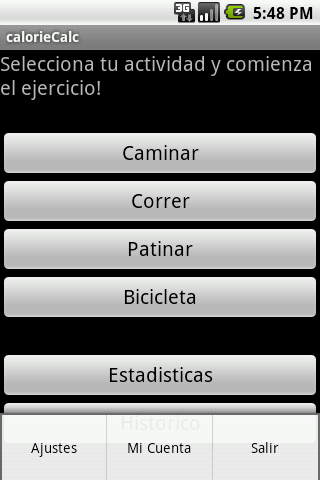 3G 5:48 PM
calorieCalc
Selecciona tu actividad y comienza
el ejercicio!
Caminar
Correr
Patinar
Bicicleta
Estadisticas
Historico
Ajustes Mi Cuenta Salir